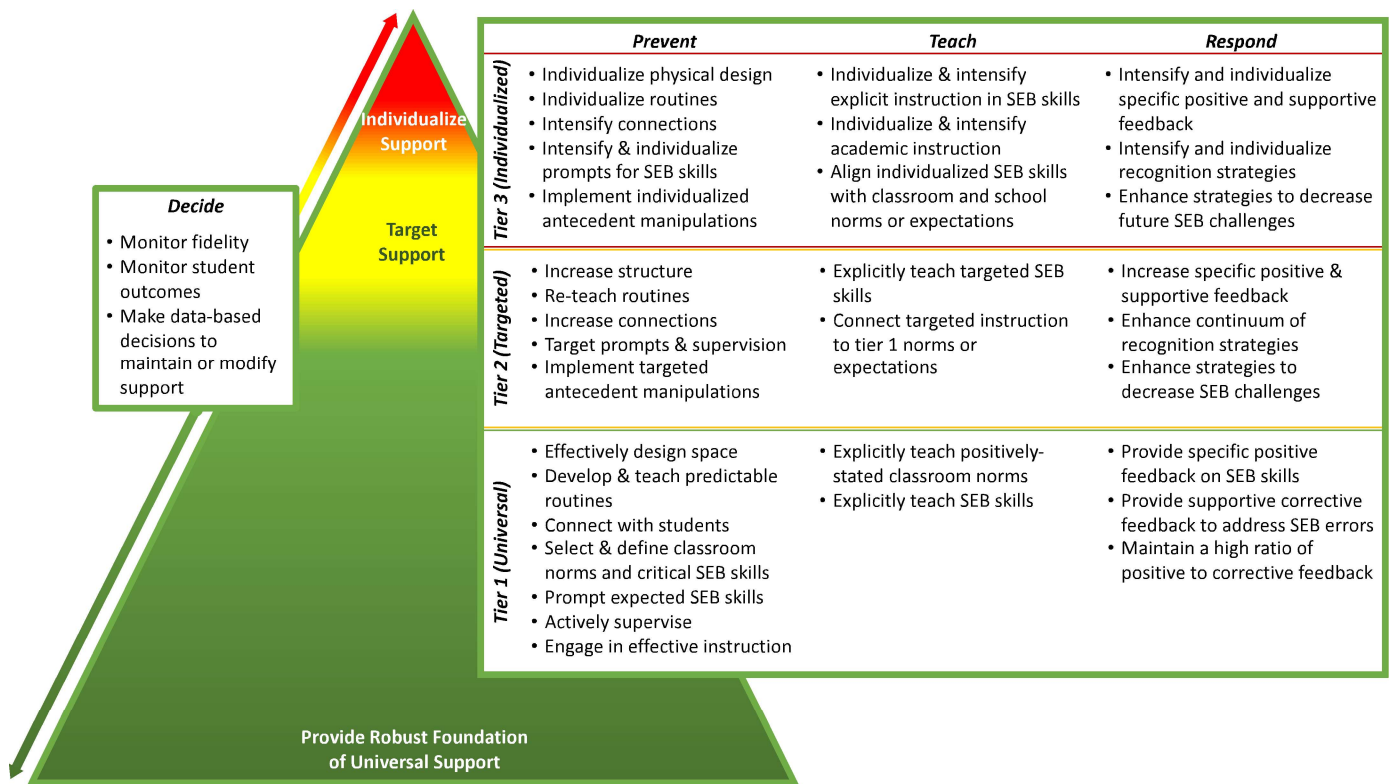 Individualize
Support
Target
Support
Provide Robust Foundation
of Universal Support
Decide
• Monitor fidelity
• Monitor student
outcomes
• Make data-based
decisions to
maintain or modify
support
Prevent
Teach
Respond
Tier 3 (Individualized)
• Individualize physical design
• Individualize routines
• Intensify connections
• Intensify & individualize
prompts for SEB skills
• Implement individualized
antecedent manipulations
• Individualize & intensify
explicit instruction in SEB skills
• Individualize & intensify
academic instruction
• Align individualized SEB skills
with classroom and school
norms or expectations
• Intensify and individualize
specific positive and supportive
feedback
• Intensify and individualize
recognition strategies
• Enhance strategies to decrease
future SEB challenges
Tier 2 (Targeted)
• Increase structure
• Re-teach routines
• Increase connections
• Target prompts & supervision
• Implement targeted
antecedent manipulations
• Explicitly teach targeted SEB
skills
• Connect targeted instruction
to tier 1 norms or
expectations
• Increase specific positive &
supportive feedback
• Enhance continuum of
recognition strategies
• Enhance strategies to
decrease SEB challenges
Tier 1 (Universal)
• Effectively design space
• Develop & teach predictable
routines
• Connect with students
• Select & define classroom
norms and critical SEB skills
• Prompt expected SEB skills
• Actively supervise
• Engage in effective instruction
• Explicitly teach positively-
stated classroom norms
• Explicitly teach SEB skills
• Provide specific positive
feedback on SEB skills
• Provide supportive corrective
feedback to address SEB errors
• Maintain a high ratio of
positive to corrective feedback